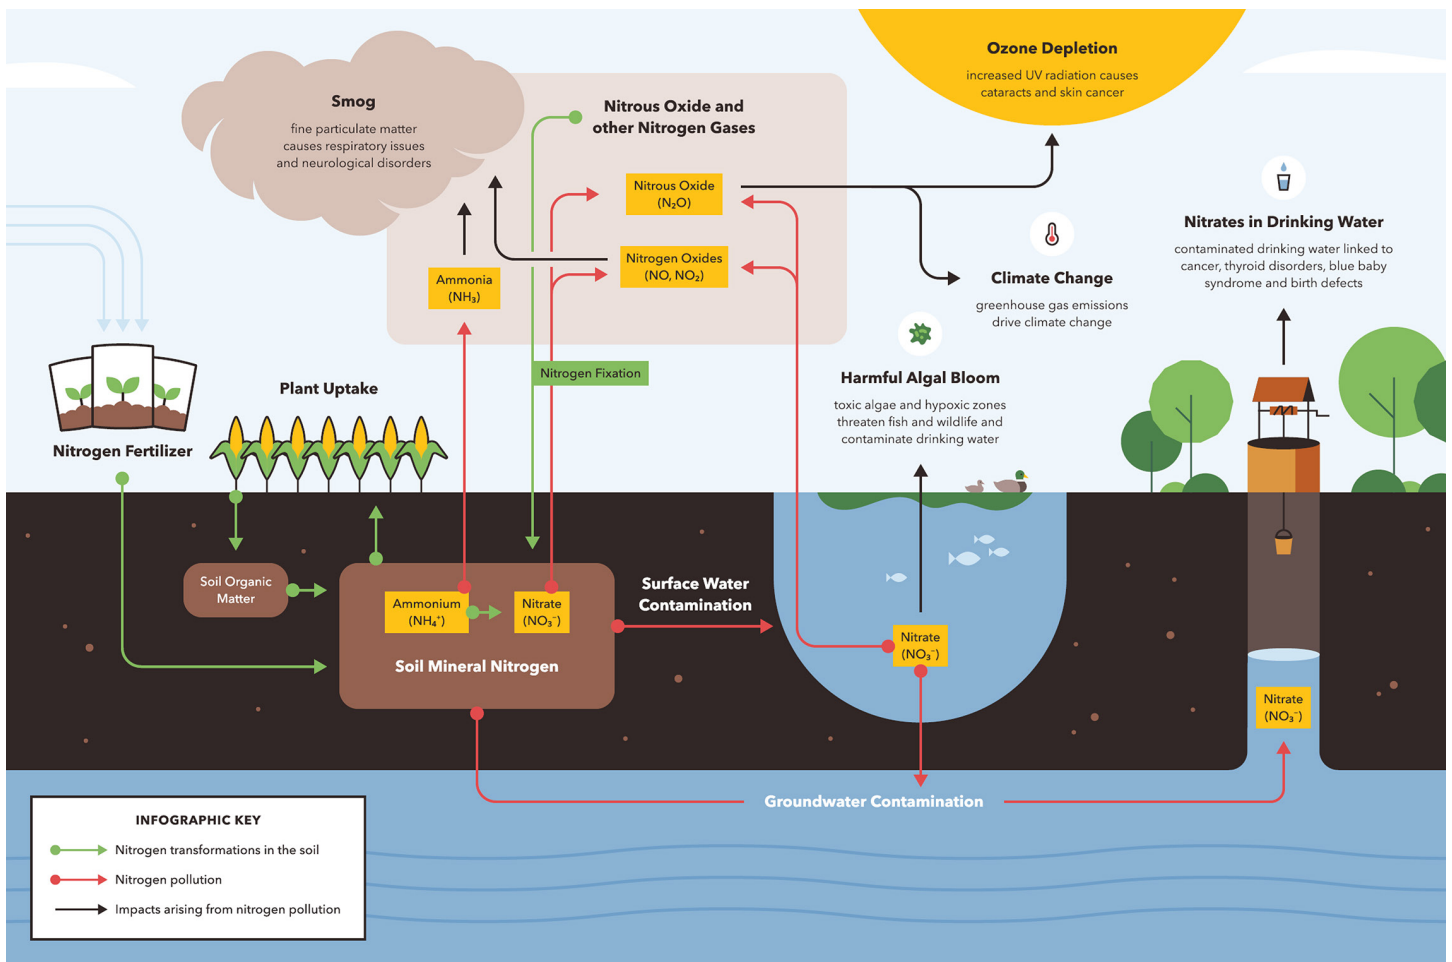 Ozone Depletion
increased UV radiation causes
cataracts and skin cancer
Smog
fine particulate matter
causes respiratory issues
and neurological disorders
Nitrous Oxide and
other Nitrogen Gases
Nitrous Oxide
(N₂O)
Nitrogen Oxides
(NO, NO₂)
Ammonia
(NH₃)
Nitrates in Drinking Water
contaminated drinking water linked to
cancer, thyroid disorders, blue baby
syndrome and birth defects
Climate Change
greenhouse gas emissions
drive climate change
Harmful Algal Bloom
toxic algae and hypoxic zones
threaten fish and wildlife and
contaminate drinking water
Nitrogen Fixation
Plant Uptake
Nitrogen Fertilizer
Soil Organic
Matter
Ammonium
(NH₄⁺)
Nitrate
(NO₃⁻)
Soil Mineral Nitrogen
Surface Water
Contamination
Nitrate
(NO₃⁻)
Nitrate
(NO₃⁻)
Groundwater Contamination
INFOGRAPHIC KEY
Nitrogen transformations in the soil
Nitrogen pollution
Impacts arising from nitrogen pollution